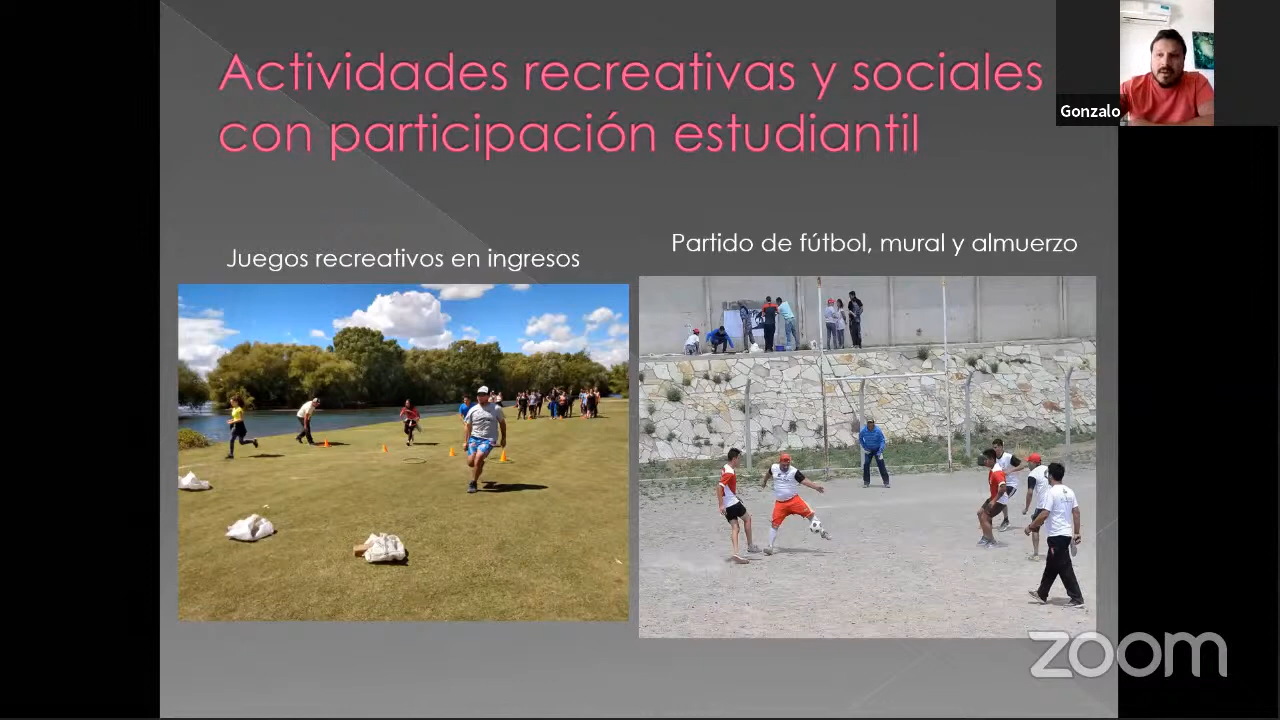 Actividades recreativas y sociales
con participación estudiantil
Gonzalo
Juegos recreativos en ingresos
Partido de fútbol, mural y almuerzo
zoom